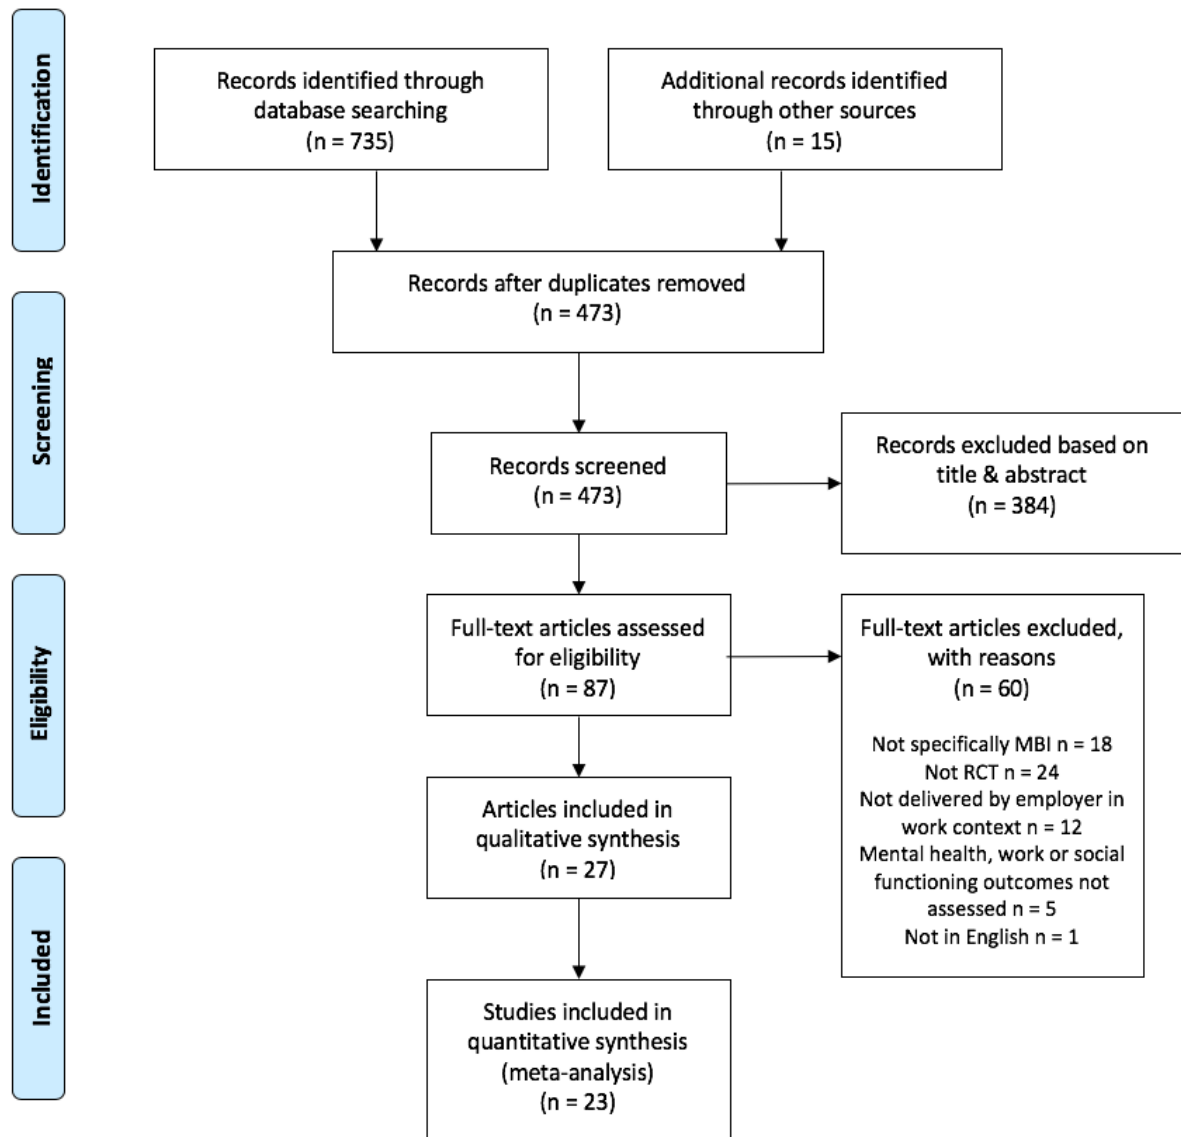 Identification
Records identified through
database searching
(n = 735)
Additional records identified
through other sources
(n = 15)
Records after duplicates removed
(n = 473)
Screening
Records screened
(n = 473)
Records excluded based on
title & abstract
(n = 384)
Eligibility
Full-text articles assessed
for eligibility
(n = 87)
Full-text articles excluded,
with reasons
(n = 60)
Not specifically MBI n = 18
Not RCT n = 24
Not delivered by employer in
work context n = 12
Mental health, work or social
functioning outcomes not
assessed n = 5
Not in English n = 1
Articles included in
qualitative synthesis
(n = 27)
Included
Studies included in
quantitative synthesis
(meta-analysis)
(n = 23)